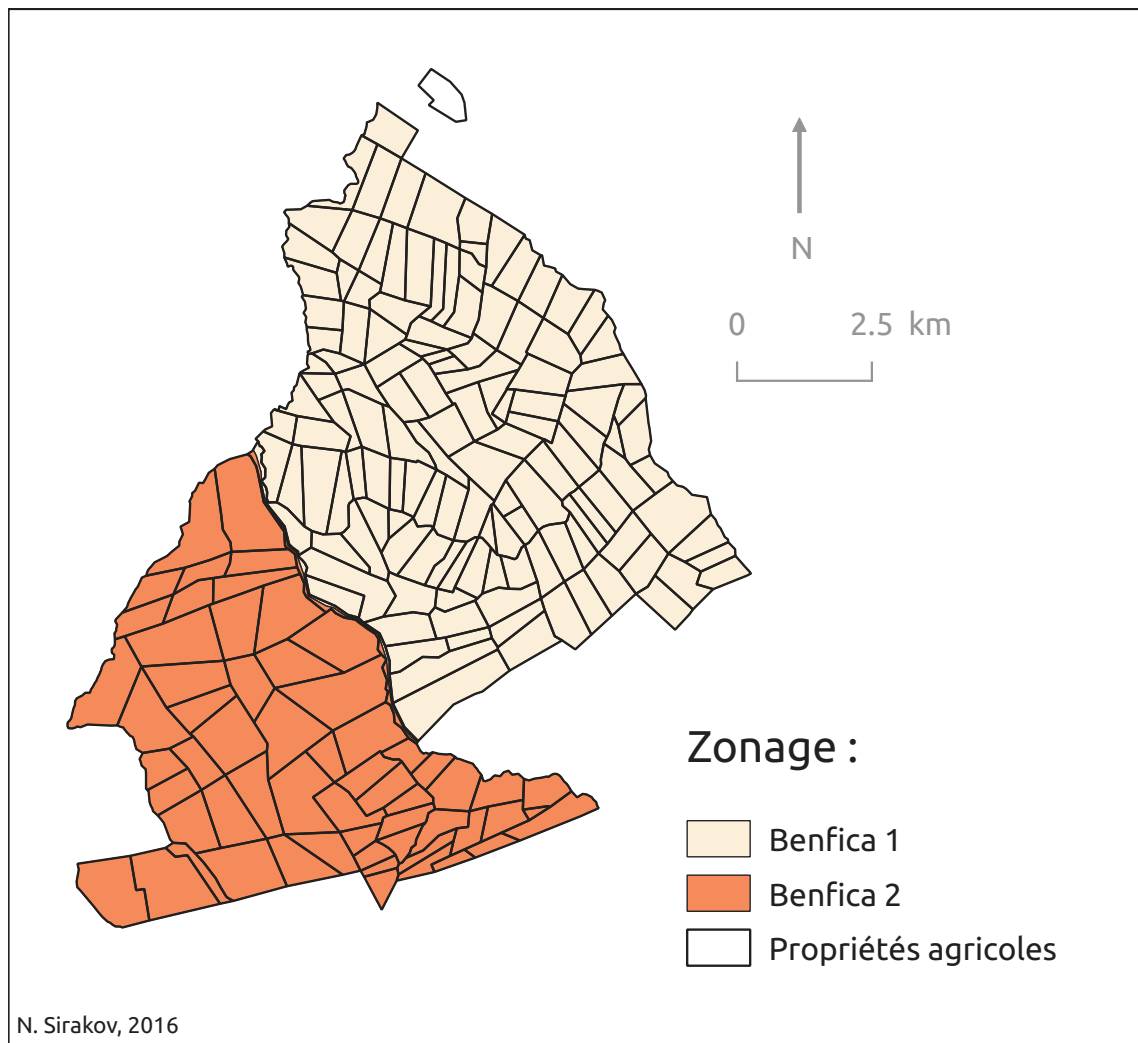 N
0 2.5 km
Zonage :
Benfica 1
Benfica 2
Propriétés agricoles
N. Sirakov, 2016